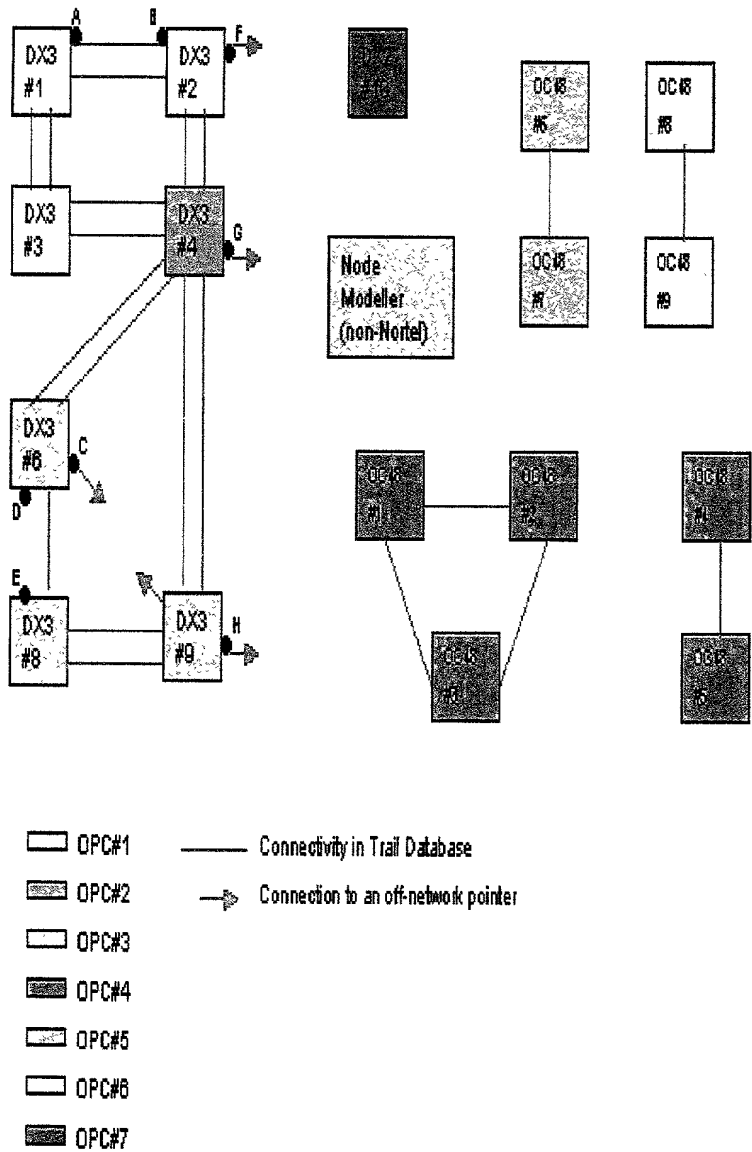 A
B
F
DX3
#1
DX3
#2
OC48
#6
OC48
#8
DX3
#3
DX3
#4
G
Node
Modeller
(non-Nortel)
OC48
#7
OC48
#9
DX3
#6
C
D
OC48
OC48
#2
OC48
E
DX3
#8
DX3
#9
H
OC48
OC48
#5
OPC#1
Connectivity in Trail Database
OPC#2
Connection to an off-network pointer
OPC#3
OPC#4
OPC#5
OPC#6
OPC#7